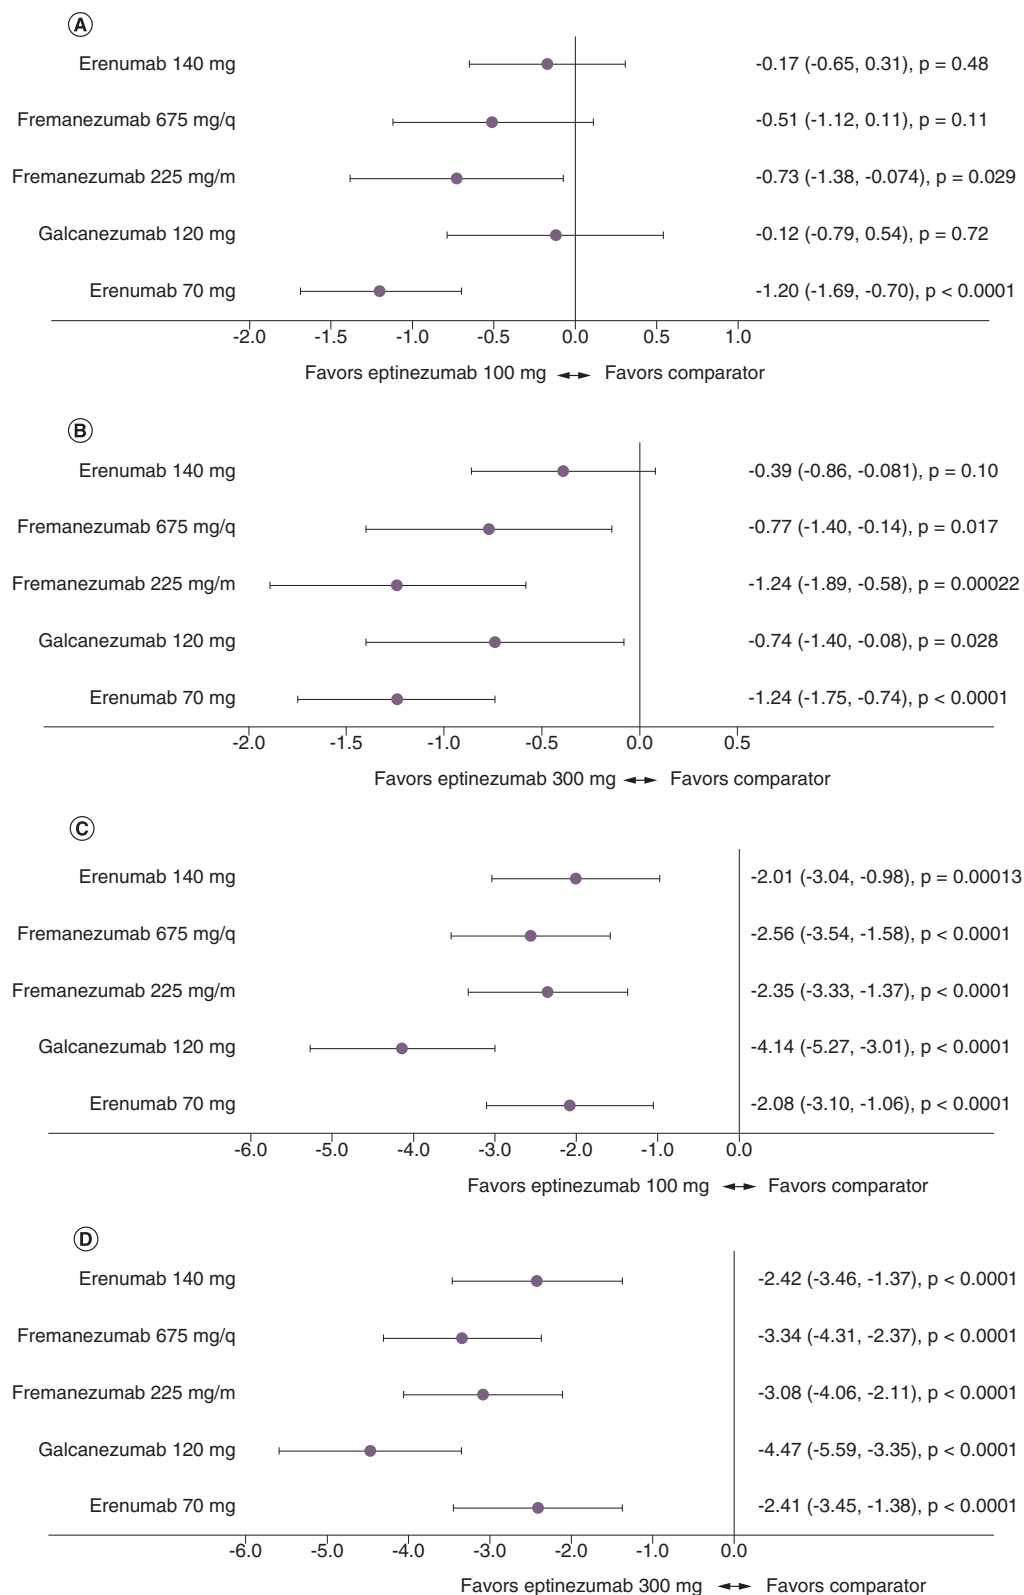 A
Erenumab 140 mg -0.17 (-0.65, 0.31), p = 0.48
Fremanezumab 675 mg/q -0.51 (-1.12, 0.11), p = 0.11
Fremanezumab 225 mg/m -0.73 (-1.38, -0.074), p = 0.029
Galcanezumab 120 mg -0.12 (-0.79, 0.54), p = 0.72
Erenumab 70 mg -1.20 (-1.69, -0.70), p < 0.0001
-2.0 -1.5 -1.0 -0.5 0.0 0.5 1.0
Favors eptinezumab 100 mg Favors comparator
B
Erenumab 140 mg -0.39 (-0.86, -0.081), p = 0.10
Fremanezumab 675 mg/q -0.77 (-1.40, -0.14), p = 0.017
Fremanezumab 225 mg/m -1.24 (-1.89, -0.58), p = 0.00022
Galcanezumab 120 mg -0.74 (-1.40, -0.08), p = 0.028
Erenumab 70 mg -1.24 (-1.75, -0.74), p < 0.0001
-2.0 -1.5 -1.0 -0.5 0.0 0.5
Favors eptinezumab 300 mg Favors comparator
C
Erenumab 140 mg -2.01 (-3.04, -0.98), p = 0.00013
Fremanezumab 675 mg/q -2.56 (-3.54, -1.58), p < 0.0001
Fremanezumab 225 mg/m -2.35 (-3.33, -1.37), p < 0.0001
Galcanezumab 120 mg -4.14 (-5.27, -3.01), p < 0.0001
Erenumab 70 mg -2.08 (-3.10, -1.06), p < 0.0001
-6.0 -5.0 -4.0 -3.0 -2.0 -1.0 0.0
Favors eptinezumab 100 mg Favors comparator
D
Erenumab 140 mg -2.42 (-3.46, -1.37), p < 0.0001
Fremanezumab 675 mg/q -3.34 (-4.31, -2.37), p < 0.0001
Fremanezumab 225 mg/m -3.08 (-4.06, -2.11), p < 0.0001
Galcanezumab 120 mg -4.47 (-5.59, -3.35), p < 0.0001
Erenumab 70 mg -2.41 (-3.45, -1.38), p < 0.0001
-6.0 -5.0 -4.0 -3.0 -2.0 -1.0 0.0
Favors eptinezumab 300 mg Favors comparator